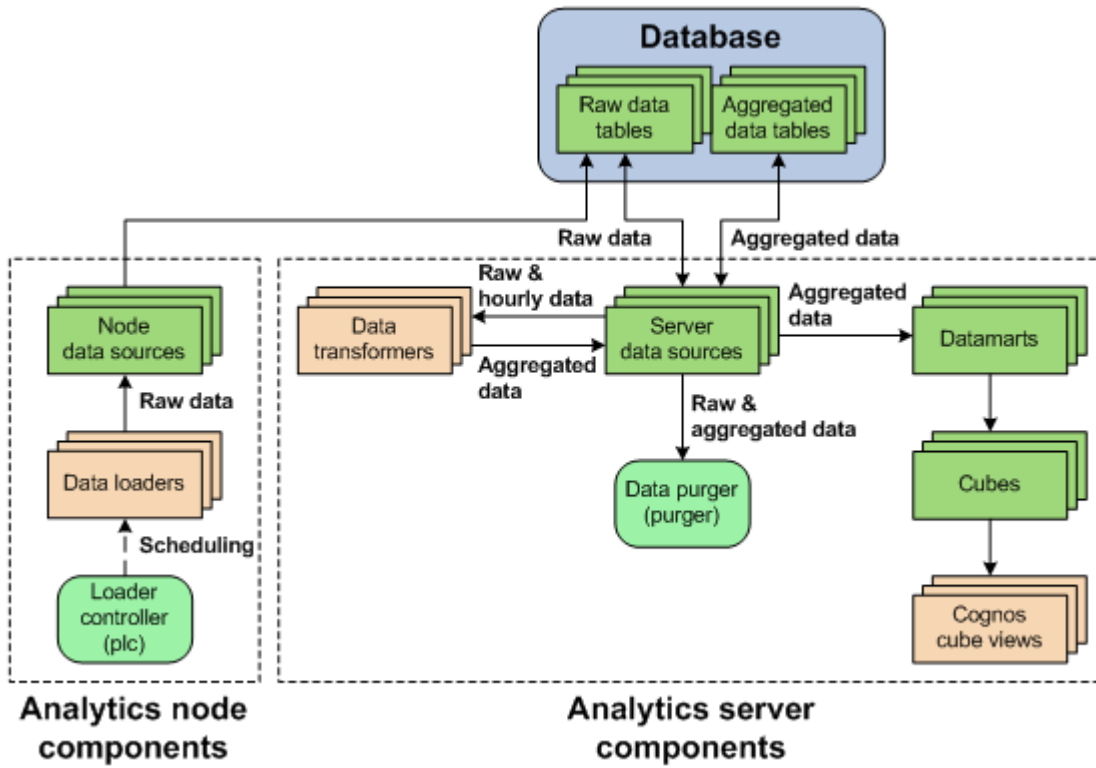 Database
Raw data
tables
Aggregated
data tables
Raw data
Aggregated data
Node
data sources
Raw data
Data loaders
Scheduling
Loader
controller
(plc)
Analytics node
components
Raw &
hourly data
Data
transformers
Aggregated
data
Server
data sources
Aggregated
data
Datamarts
Raw &
aggregated data
Data purger
(purger)
Cubes
Cognos
cube views
Analytics server
components